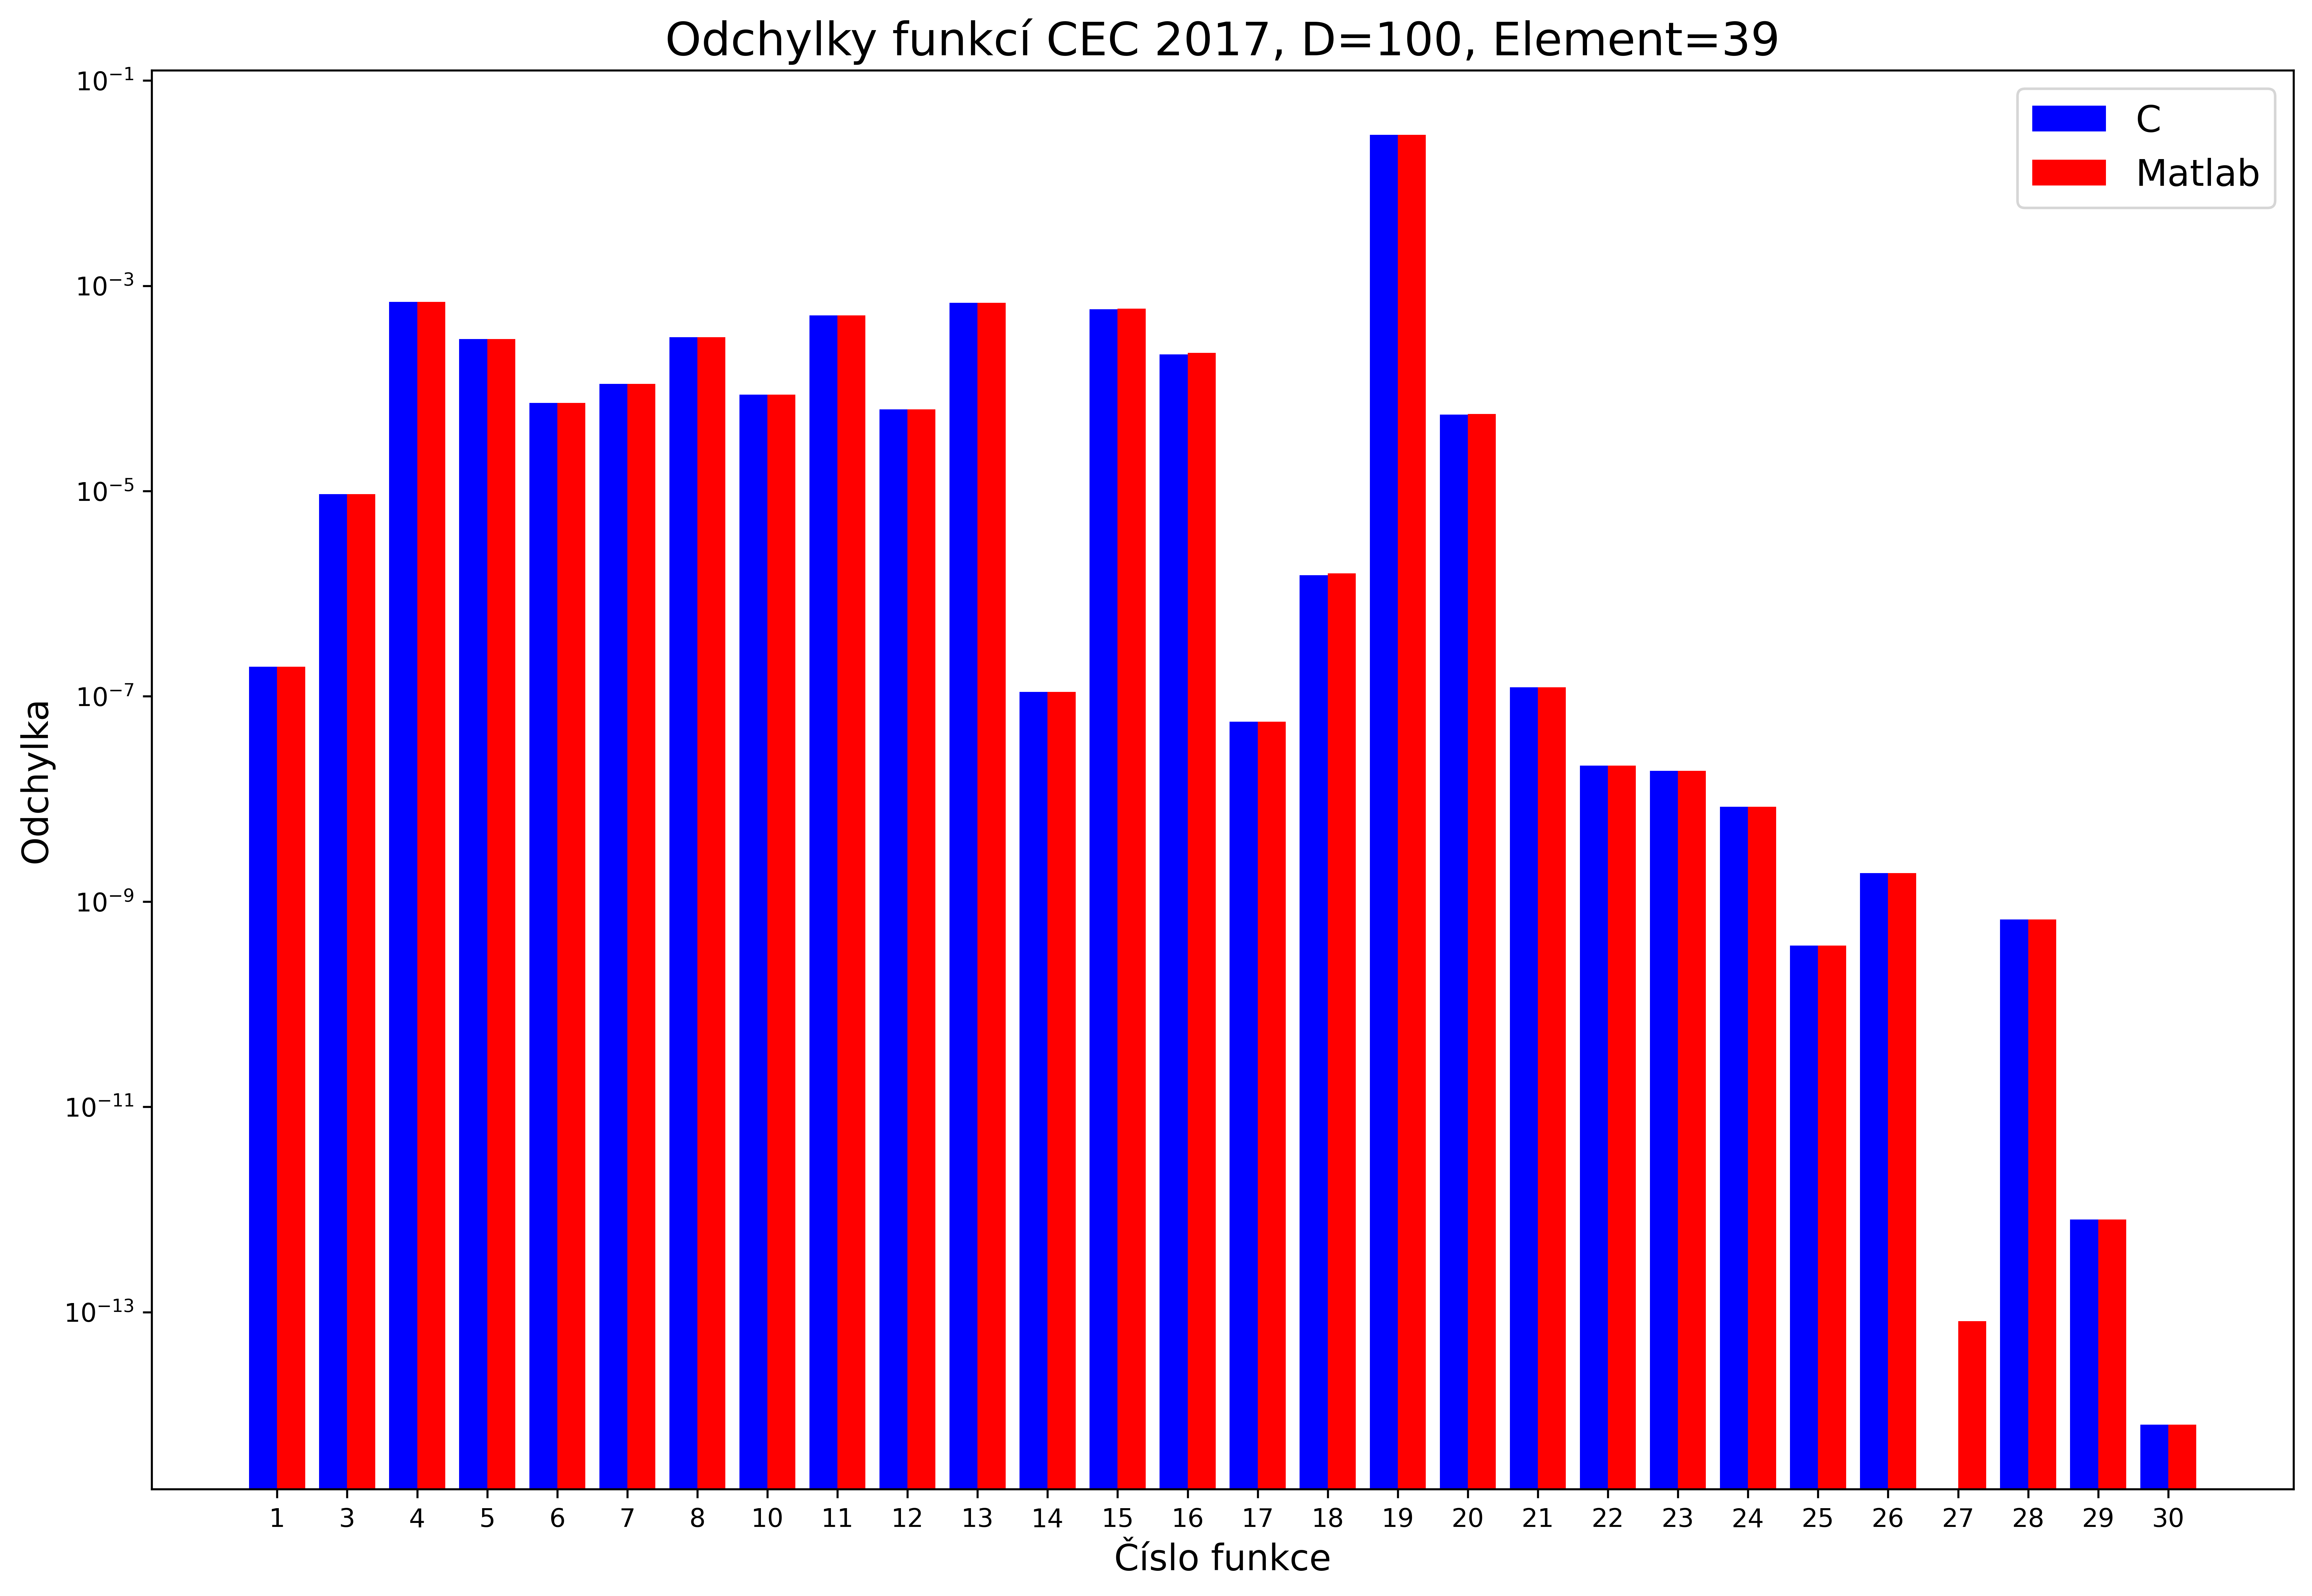 Odchylky funkcí CEC 2017, D=100, Element=39
C
Matlab
Odchylka
10⁻¹
10⁻³
10⁻⁵
10⁻⁷
10⁻⁹
10⁻¹¹
10⁻¹³
1 3 4 5 6 7 8 10 11 12 13 14 15 16 17 18 19 20 21 22 23 24 25 26 27 28 29 30
Číslo funkce